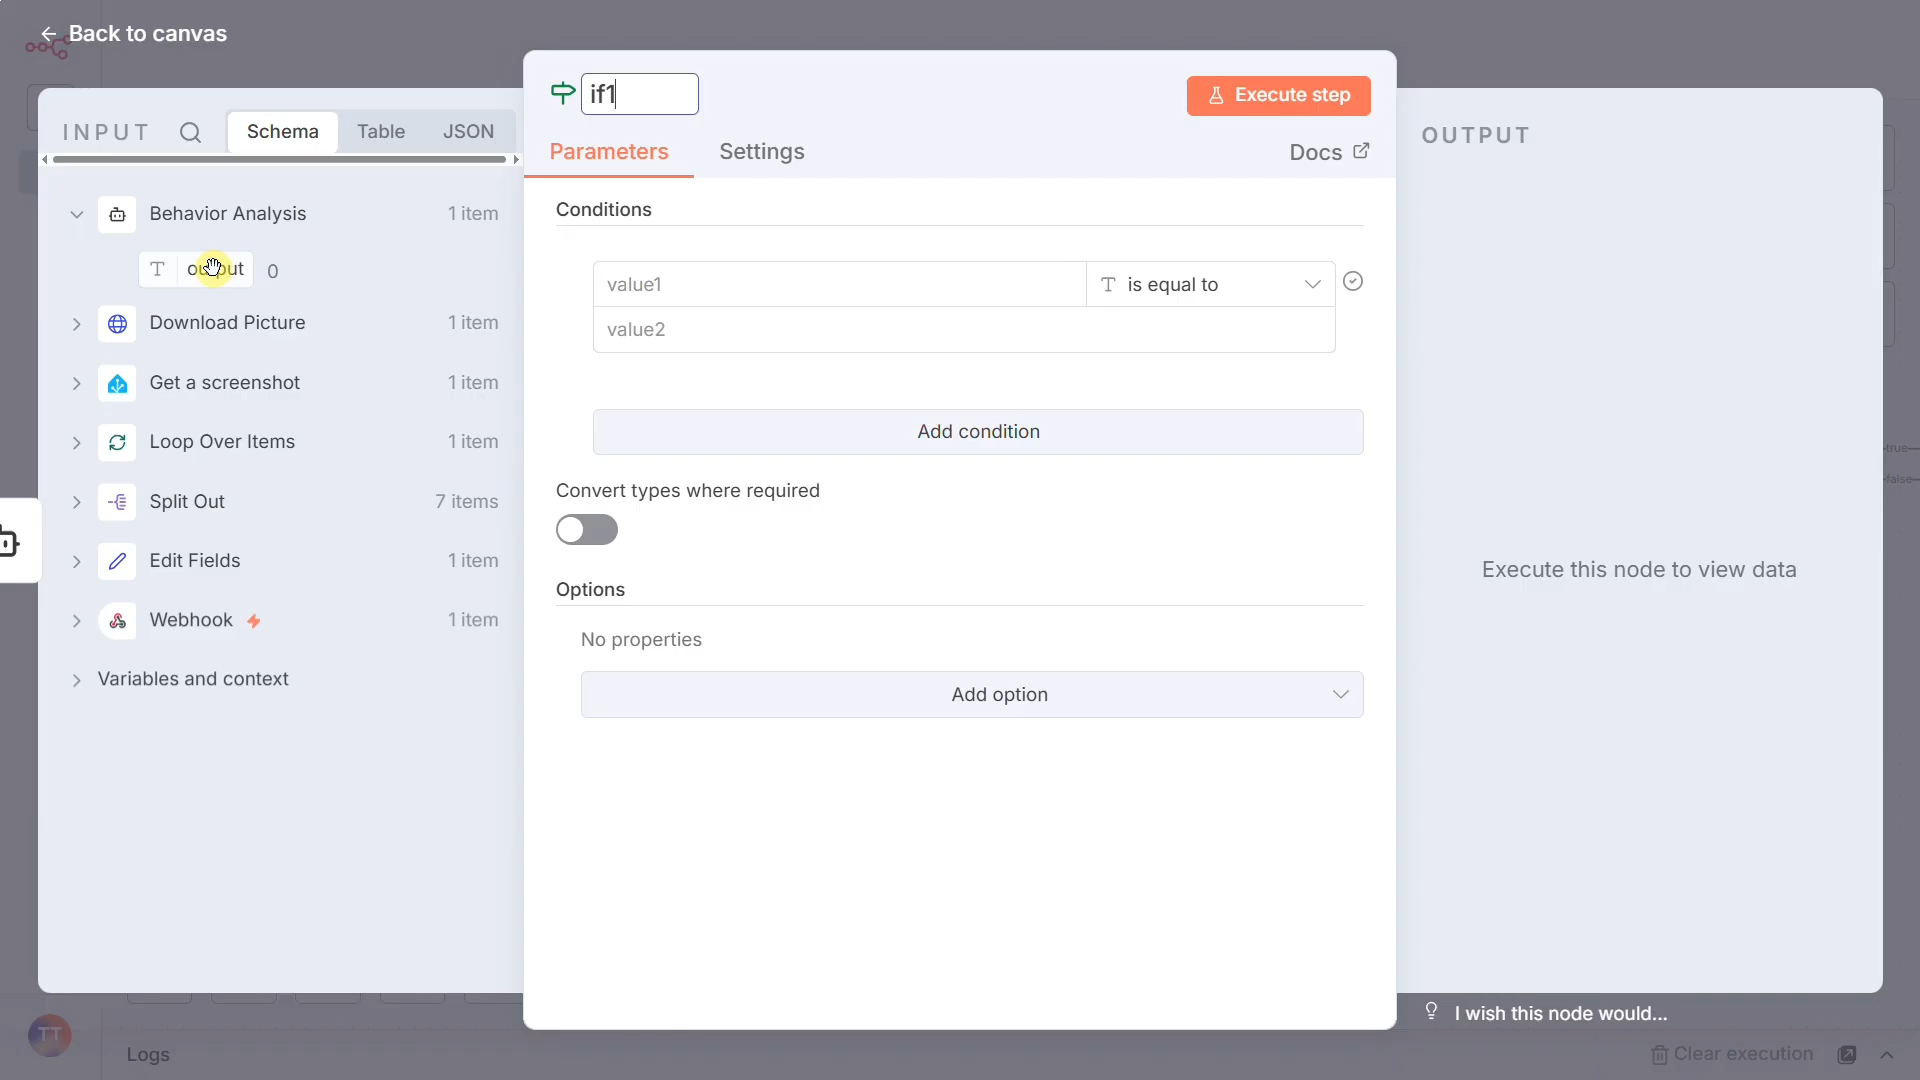 Back to canvas
if1
Execute step
INPUT
Schema
Table
JSON
OUTPUT
Parameters
Settings
Docs
Behavior Analysis
1 item
Conditions
T
output
0
value1
T
is equal to
Download Picture
1 item
value2
Get a screenshot
1 item
Loop Over Items
1 item
Add condition
true
false
Split Out
7 items
Convert types where required
Edit Fields
1 item
Execute this node to view data
Options
Webhook
1 item
No properties
Variables and context
Add option
I wish this node would...
TT
Logs
Clear execution